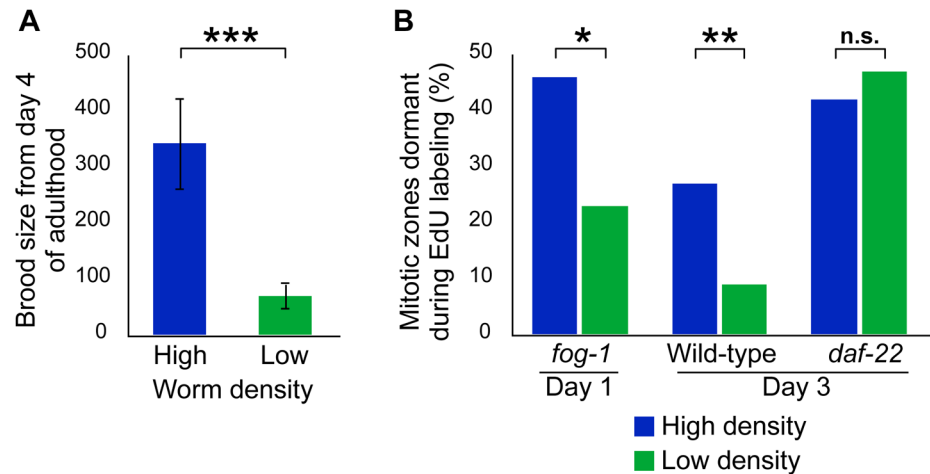 A
***
Brood size from day 4
of adulthood
500
400
300
200
100
0
High
Low
Worm density
B
*
**
n.s.
Mitotic zones dormant
during EdU labeling (%)
50
40
30
20
10
0
fog-1
Wild-type
daf-22
Day 1
Day 3
High density
Low density